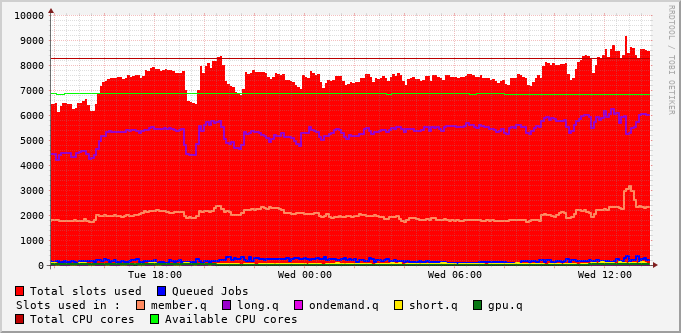 10000
9000
8000
7000
6000
5000
4000
3000
2000
1000
0
Tue 18:00 Wed 00:00 Wed 06:00 Wed 12:00
RRDTOOL / TOBI OETIKER
Total slots used Queued Jobs
Slots used in : member.q long.q ondemand.q short.q gpu.q
Total CPU cores Available CPU cores